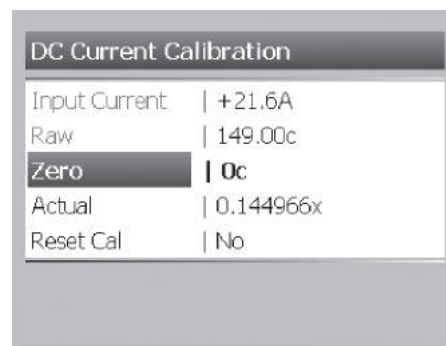 DC Current Calibration
Input Current | +21.6A
Raw | 149.00c
Zero | 0c
Actual | 0.144966x
Reset Cal | No